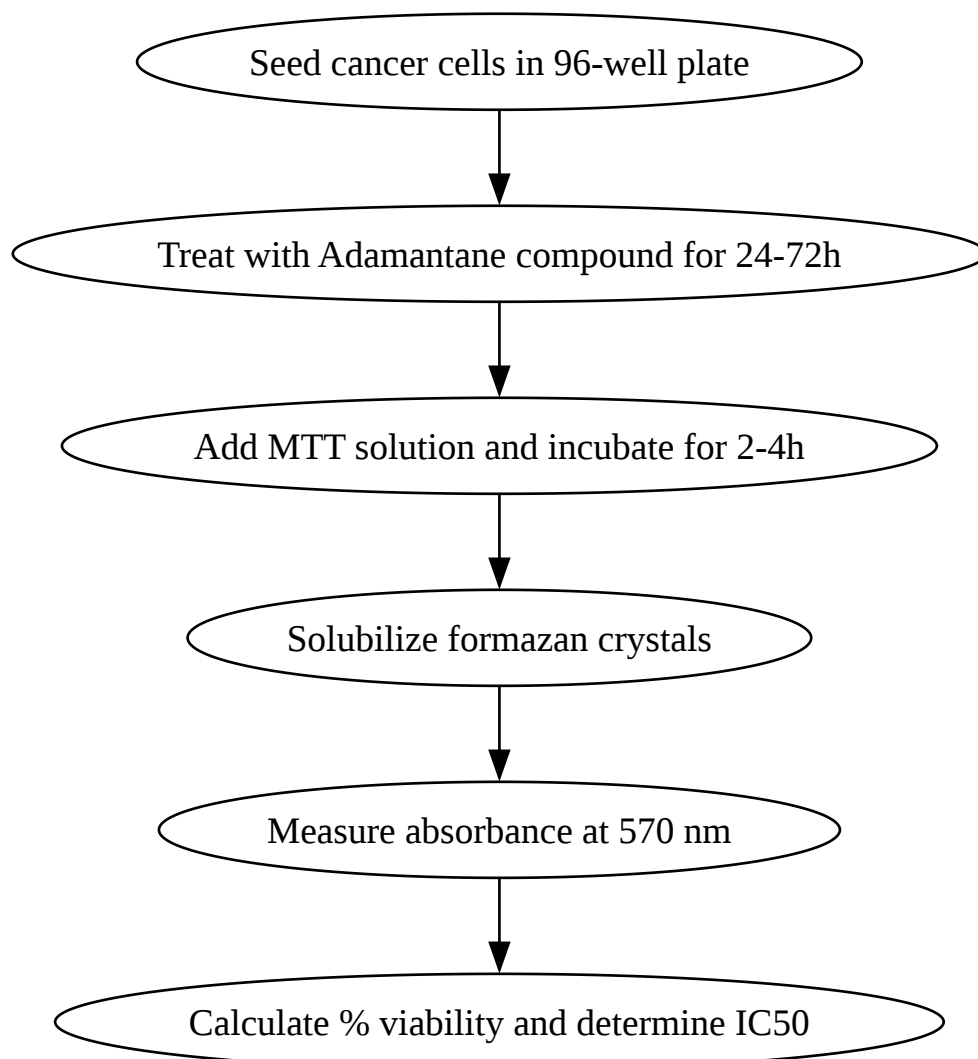 Seed cancer cells in 96-well plate
Treat with Adamantane compound for 24-72h
Add MTT solution and incubate for 2-4h
Solubilize formazan crystals
Measure absorbance at 570 nm
Calculate % viability and determine IC50